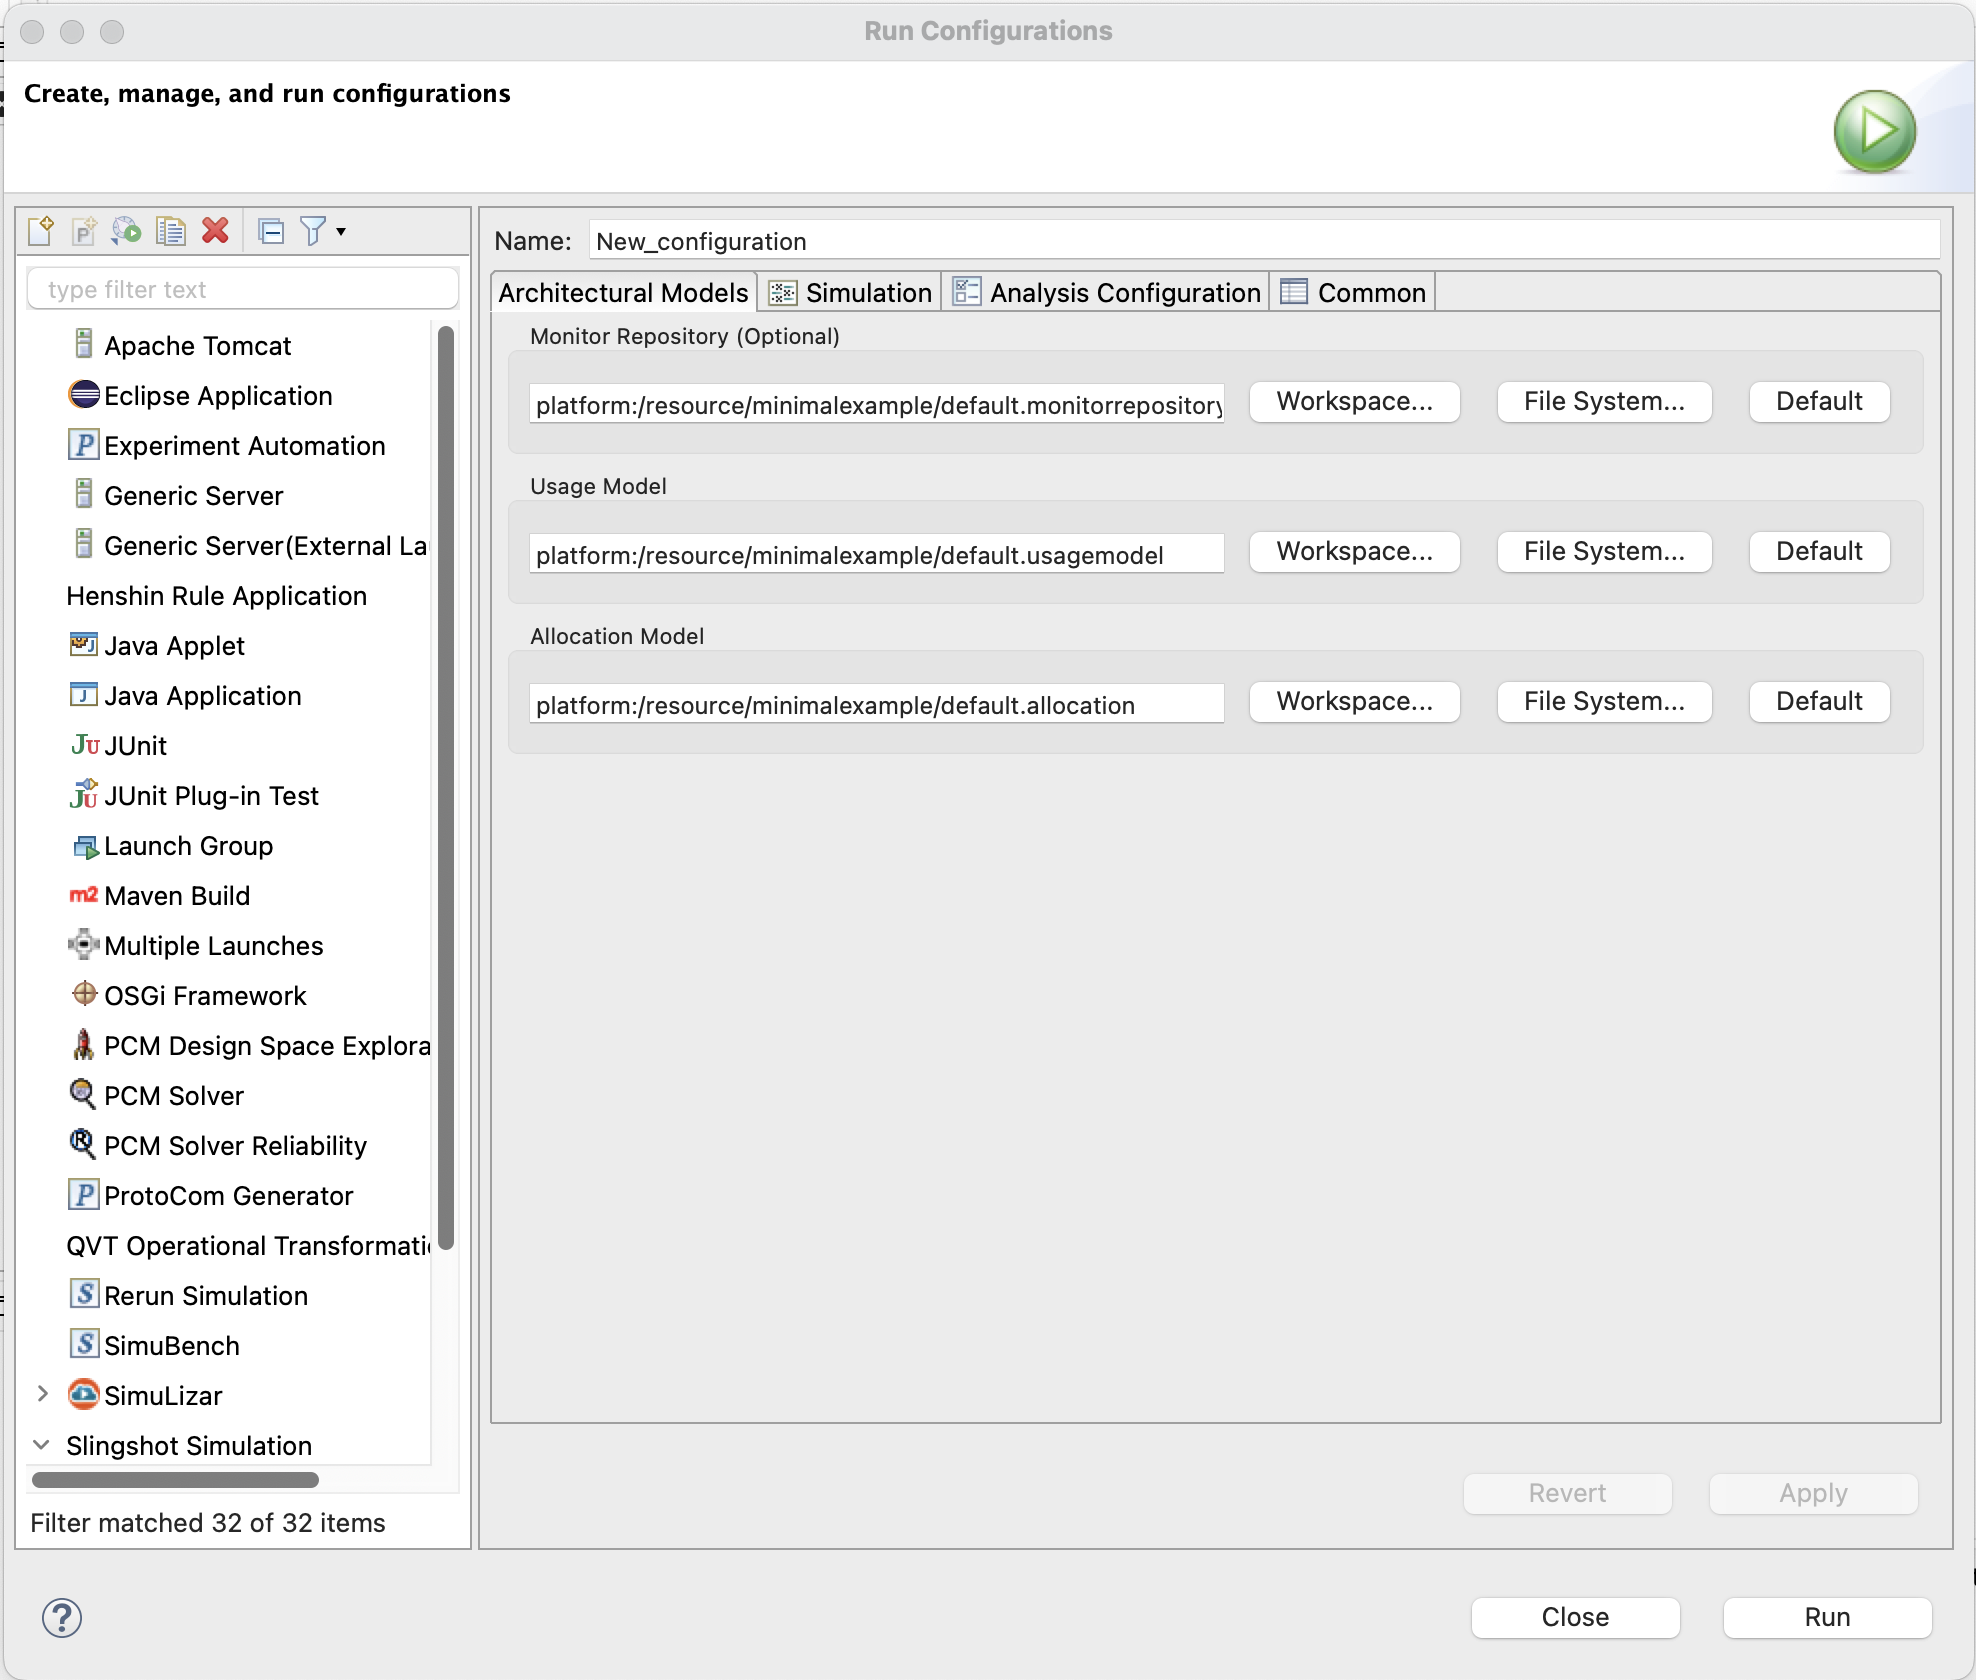 Run Configurations
Create, manage, and run configurations
type filter text
Apache Tomcat
Eclipse Application
Experiment Automation
Generic Server
Generic Server(External La
Henshin Rule Application
Java Applet
Java Application
JUnit
JUnit Plug-in Test
Launch Group
m2 Maven Build
Multiple Launches
OSGi Framework
PCM Design Space Explora
PCM Solver
PCM Solver Reliability
ProtoCom Generator
QVT Operational Transformati
Rerun Simulation
SimuBench
SimuLizar
Slingshot Simulation
Filter matched 32 of 32 items
Name: New_configuration
Architectural Models Simulation Analysis Configuration Common
Monitor Repository (Optional)
platform:/resource/minimalexample/default.monitorrepository Workspace... File System... Default
Usage Model
platform:/resource/minimalexample/default.usagemodel Workspace... File System... Default
Allocation Model
platform:/resource/minimalexample/default.allocation Workspace... File System... Default
Revert Apply
? Close Run